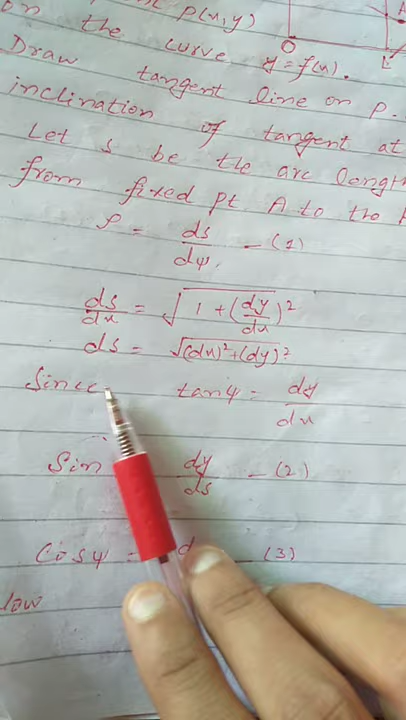 P(x,y)
on the curve y = f(x).
Draw tangent line on p.
inclination of tangent at
Let s be the arc length
from fixed pt A to the
ρ = ds/dψ — (1)
ds/dx = √(1 + (dy/dx)²)
ds = √(dx)² + (dy)²
Since tanψ = dy/dx
Sin dy/ds — (2)
Cosψ = d — (3)
O L A